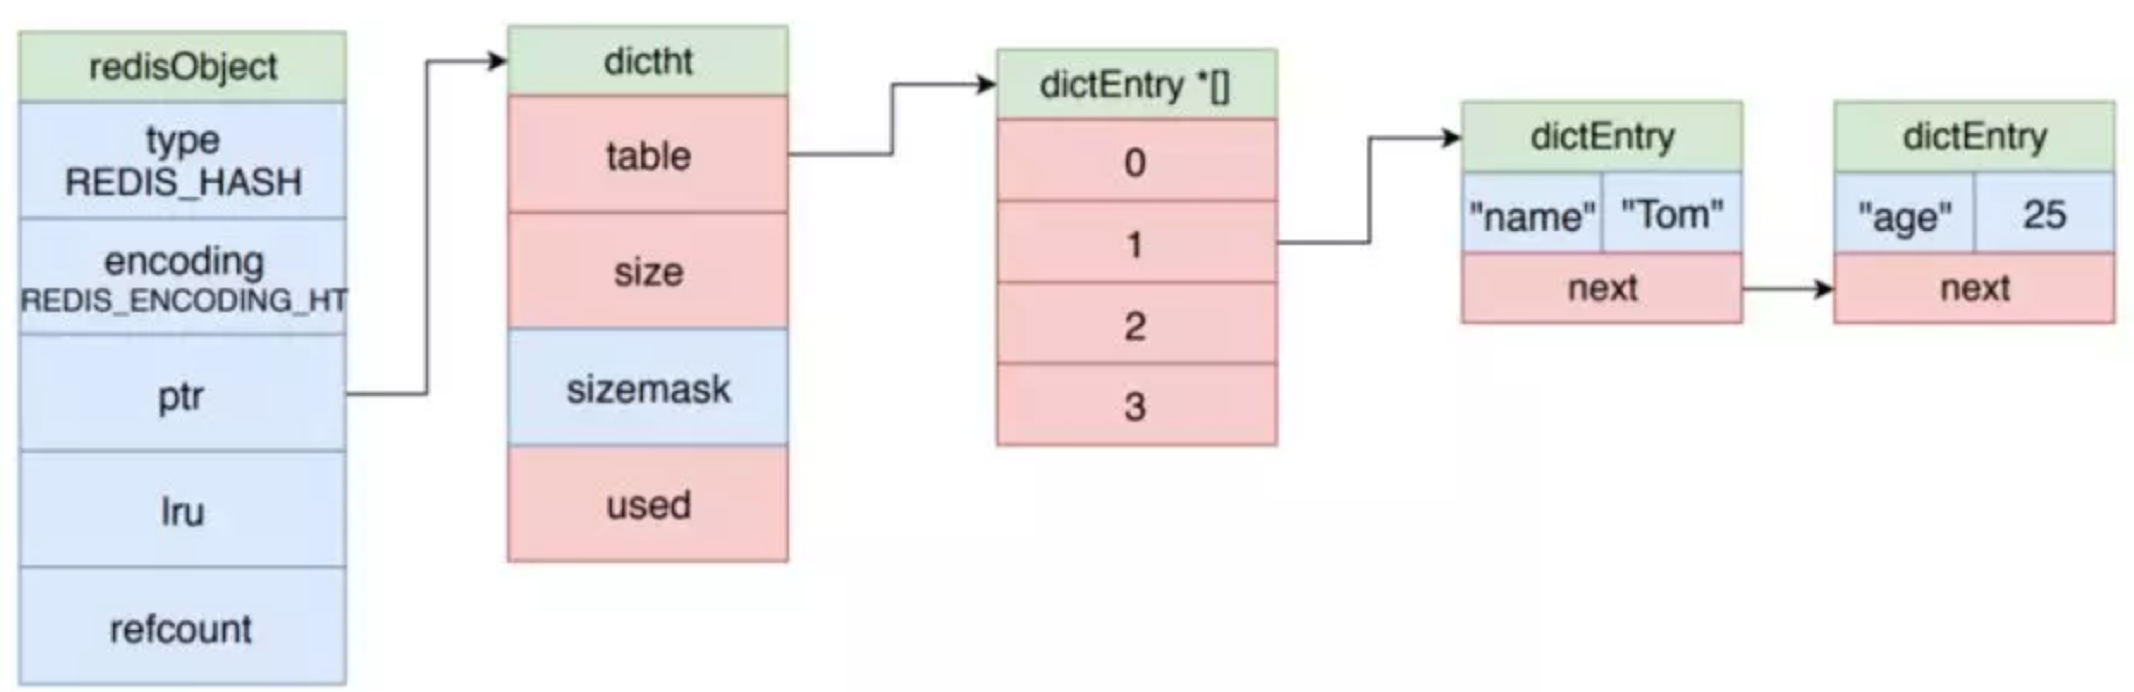 redisObject
type
REDIS_HASH
encoding
REDIS_ENCODING_HT
ptr
lru
refcount
dictht
table
size
sizemask
used
dictEntry *[]
0
1
2
3
dictEntry
"name" "Tom"
next
dictEntry
"age" 25
next